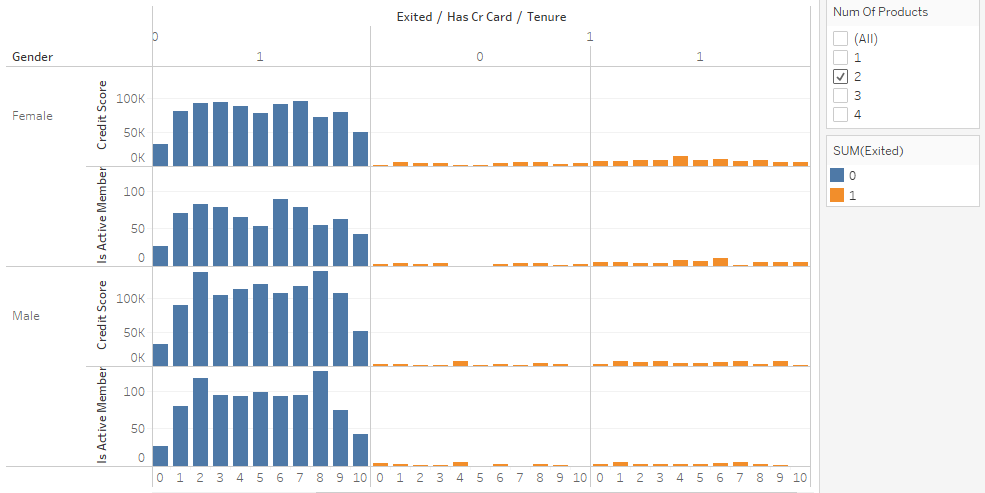 Exited / Has Cr Card / Tenure
0 1
Gender 1 0 1
Female
Credit Score
100K
50K
0K
Is Active Member
100
50
0
Male
Credit Score
100K
50K
0K
Is Active Member
100
50
0
0 1 2 3 4 5 6 7 8 9 10 0 1 2 3 4 5 6 7 8 9 10 0 1 2 3 4 5 6 7 8 9 10
Num Of Products
(All)
1
2
3
4
SUM(Exited)
0
1